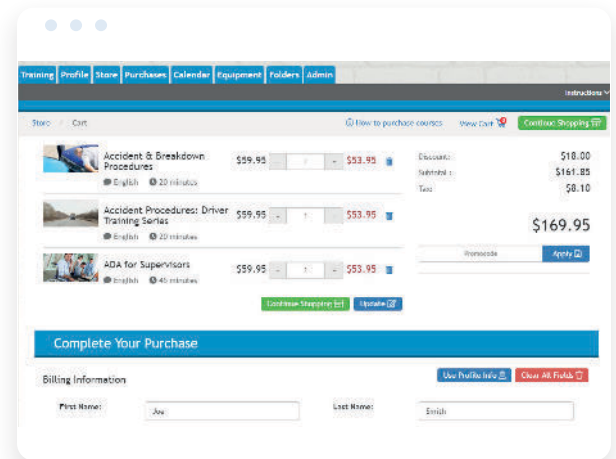 Training Profile Store Purchases Calendar Equipment Folders Admin
Instructions
Store / Cart
How to purchase courses View Cart Continue Shopping
Accident & Breakdown Procedures $59.95 - 1 + $53.95
English 20 minutes
Accident Procedures: Driver Training Series $59.95 - 1 + $53.95
English 20 minutes
ADA for Supervisors $59.95 - 1 + $53.95
English 45 minutes
Discount: $18.00
Subtotal : $161.85
Tax: $8.10
$169.95
Promocode Apply
Continue Shopping Update
Complete Your Purchase
Billing Information
Use Profile Info Clear All Fields
First Name: Joe Last Name: Smith